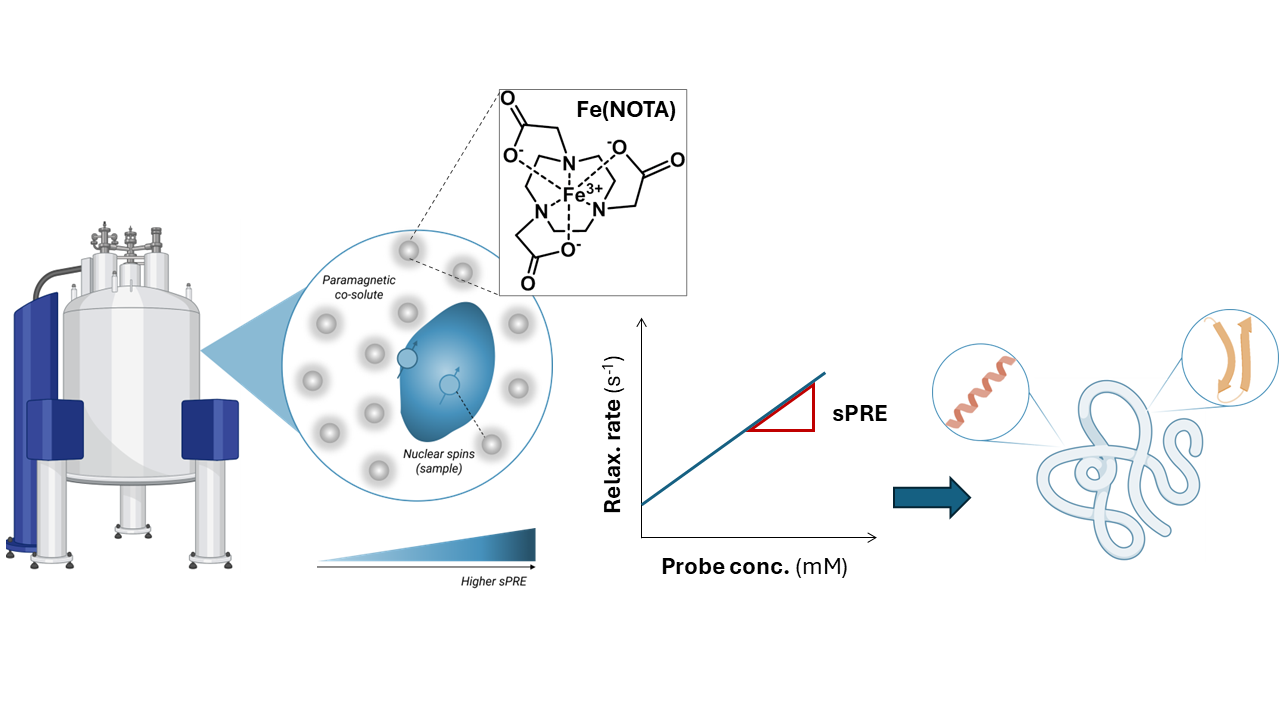 Fe(NOTA)
O
O-
N
-O
O
Fe3+
N
N
O-
O
Paramagnetic
co-solute
Nuclear spins
(sample)
Higher sPRE
Relax. rate (s-1)
sPRE
Probe conc. (mM)